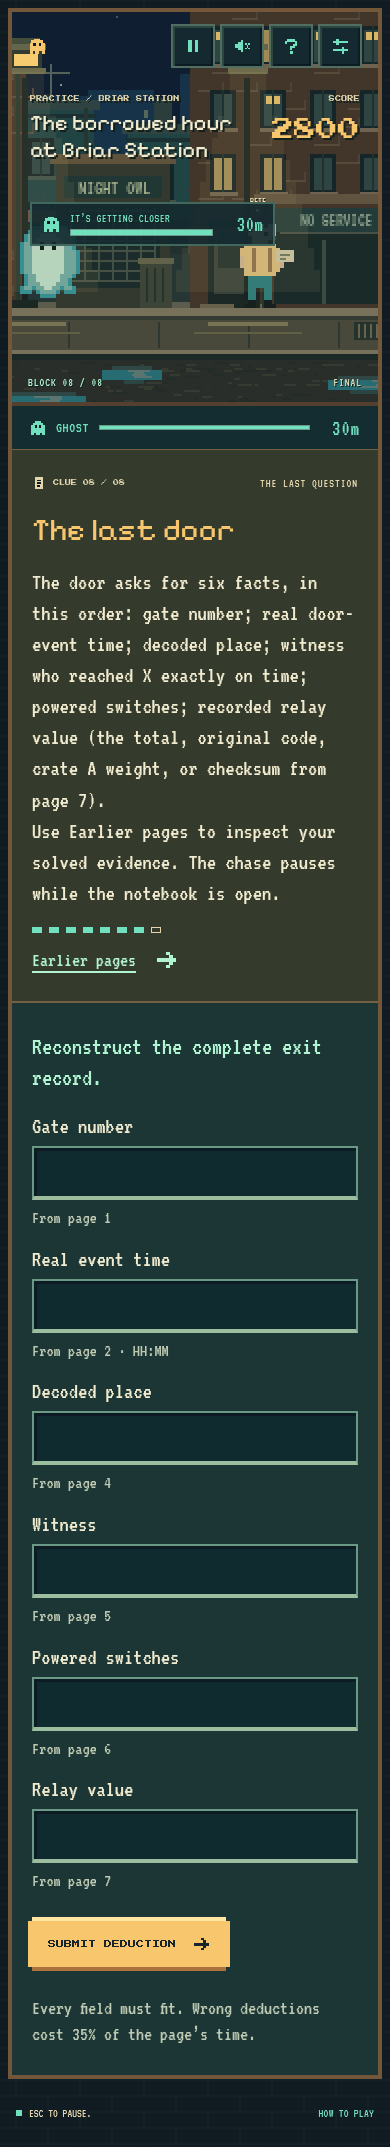 PRACTICE / BRIAR STATION
SCORE
The borrowed hour
at Briar Station
2800
NIGHT OWL
PETE
IT'S GETTING CLOSER
30m
NO SERVICE
BLOCK 08 / 08
FINAL
GHOST
30m
CLUE 08 / 08
THE LAST QUESTION
The last door
The door asks for six facts, in
this order: gate number; real door-
event time; decoded place; witness
who reached X exactly on time;
powered switches; recorded relay
value (the total, original code,
crate A weight, or checksum from
page 7).
Use Earlier pages to inspect your
solved evidence. The chase pauses
while the notebook is open.
Earlier pages
Reconstruct the complete exit
record.
Gate number
From page 1
Real event time
From page 2 · HH:MM
Decoded place
From page 4
Witness
From page 5
Powered switches
From page 6
Relay value
From page 7
SUBMIT DEDUCTION
Every field must fit. Wrong deductions
cost 35% of the page's time.
ESC TO PAUSE.
HOW TO PLAY